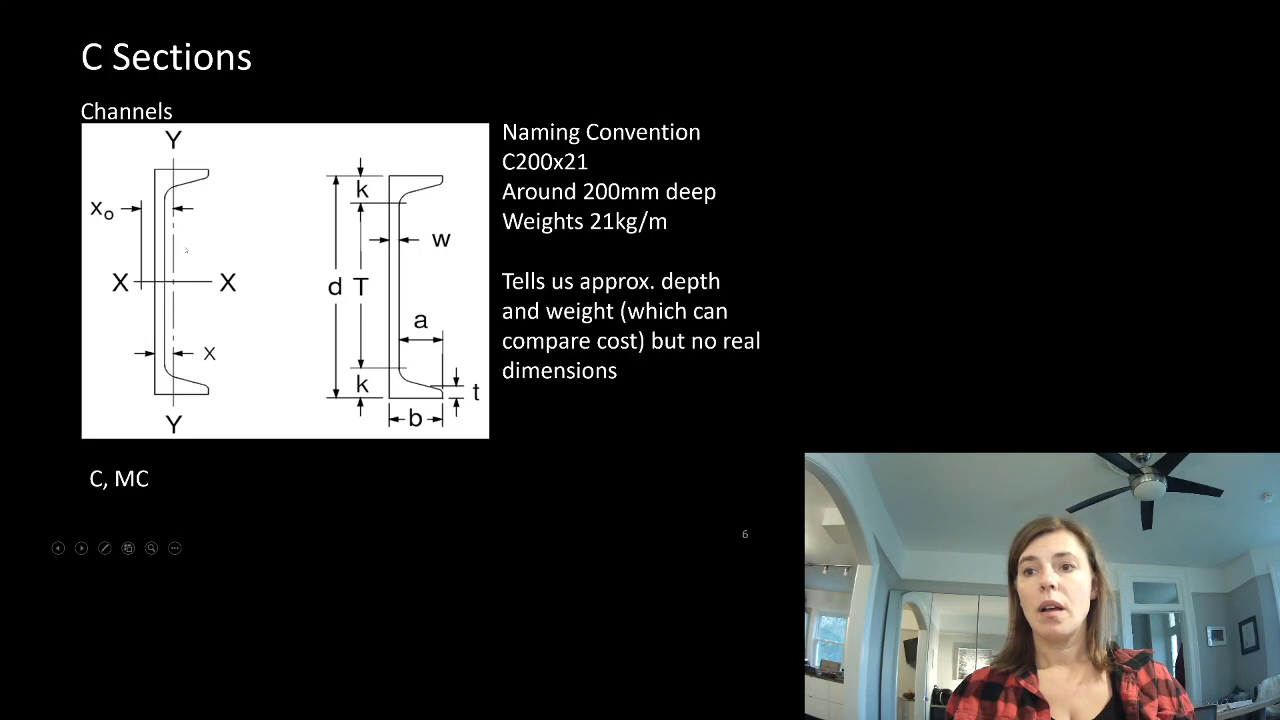 C Sections
Channels
Y
x₀
X X
x
Y
k
w
d T
a
k
t
b
Naming Convention
C200x21
Around 200mm deep
Weights 21kg/m
Tells us approx. depth
and weight (which can
compare cost) but no real
dimensions
C, MC
6